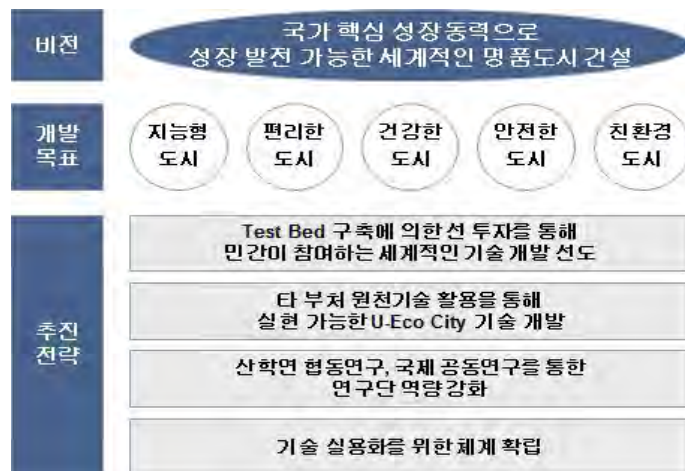 비전
국가 핵심 성장동력으로
성장 발전 가능한 세계적인 명품도시 건설
개발
목표
지능형
도시
편리한
도시
건강한
도시
안전한
도시
친환경
도시
추진
전략
Test Bed 구축에 의한 선 투자를 통해
민간이 참여하는 세계적인 기술 개발 선도
타 부처 원천기술 활용을 통해
실현 가능한 U-Eco City 기술 개발
산학연 협동연구, 국제 공동연구를 통한
연구단 역량 강화
기술 실용화를 위한 체계 확립